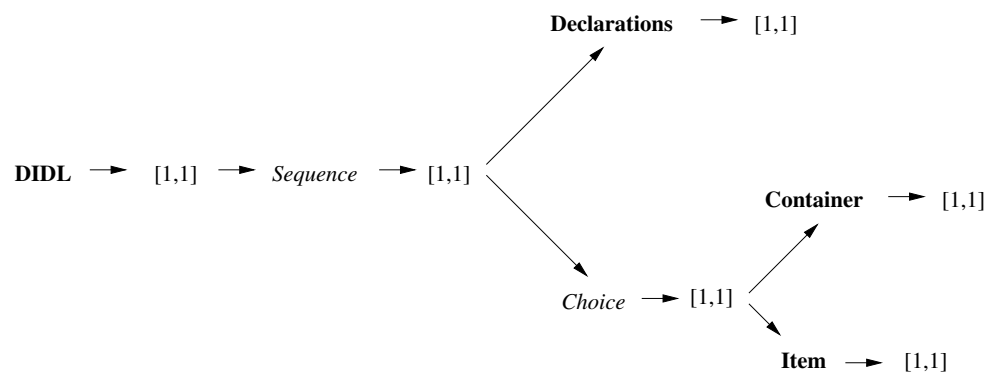 Declarations [1,1]
DIDL [1,1] Sequence [1,1]
Container [1,1]
Choice [1,1]
Item [1,1]